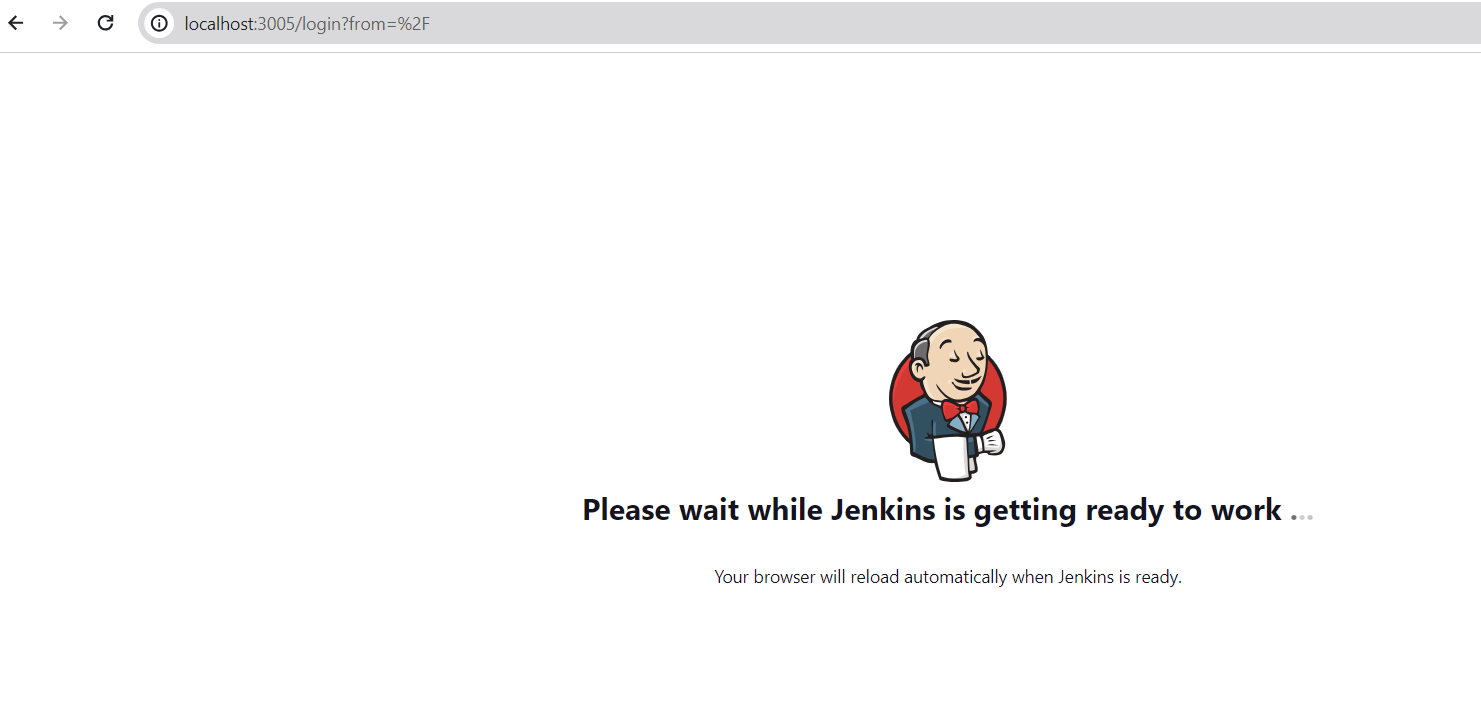 localhost:3005/login?from=%2F
Please wait while Jenkins is getting ready to work ...
Your browser will reload automatically when Jenkins is ready.